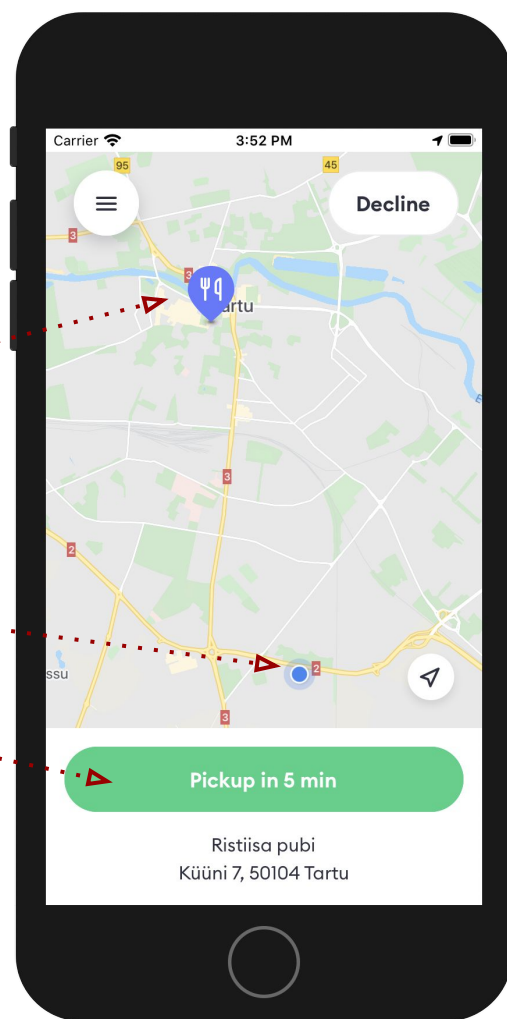 Carrier
3:52 PM
95
45
Decline
3
3
artu
E
3
2
2
ssu
3
Pickup in 5 min
Ristiisa pubi
Küüni 7, 50104 Tartu